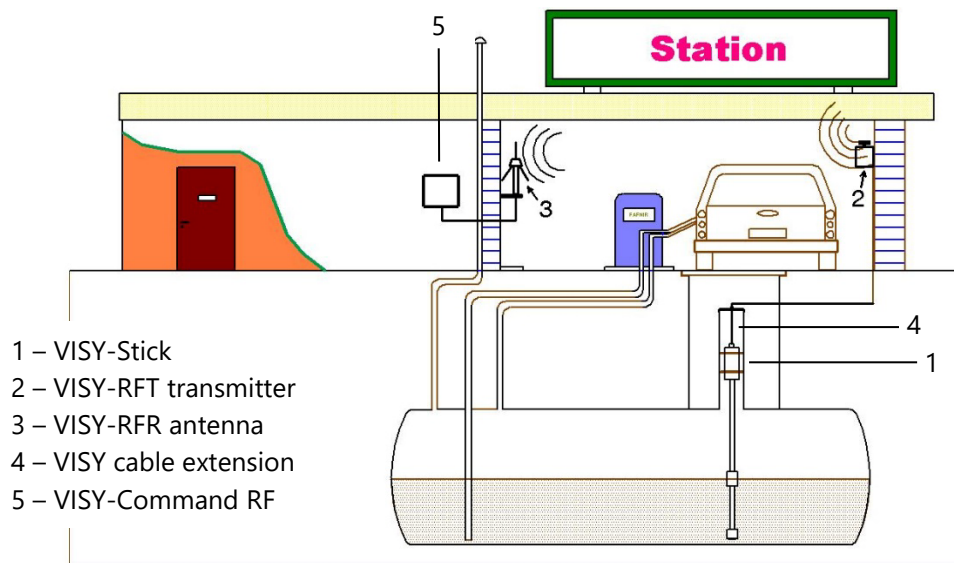 5
Station
2
3
4
1
1 – VISY-Stick
2 – VISY-RFT transmitter
3 – VISY-RFR antenna
4 – VISY cable extension
5 – VISY-Command RF